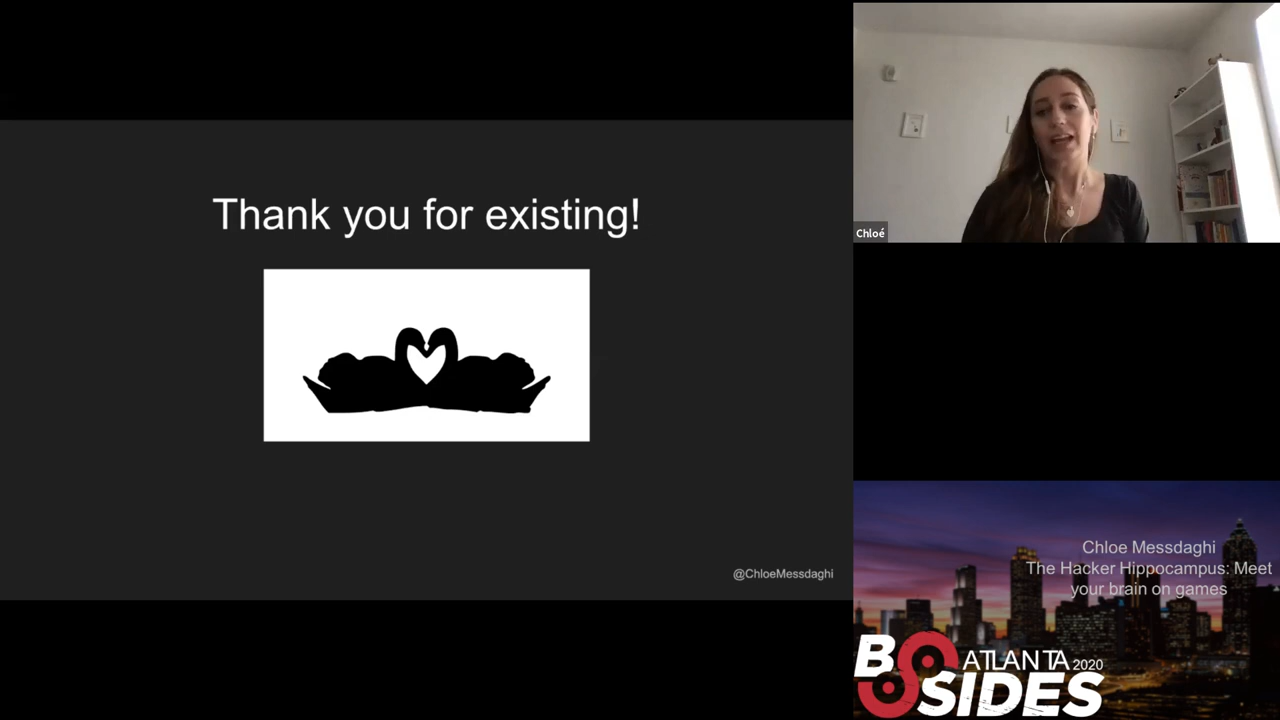 Thank you for existing!
@ChloeMessdaghi
Chloé
Chloe Messdaghi
The Hacker Hippocampus: Meet
your brain on games
BSIDES
ATLANTA 2020